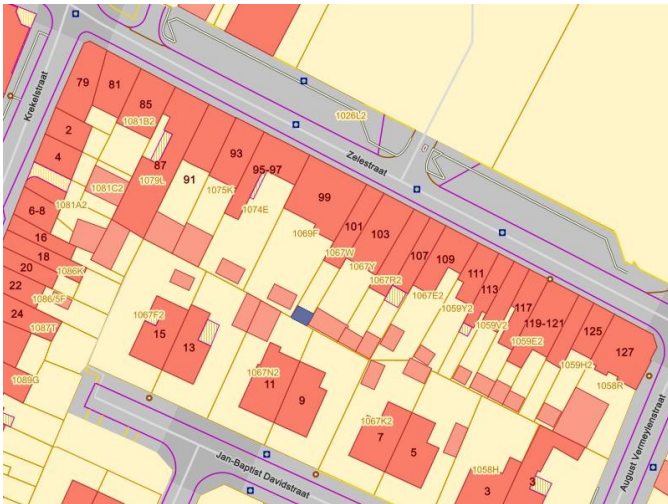 Krekelstraat
Zelestraat
1026L2
79
81
85
1081B2
87
1079L
91
93
1075K
95-97
1074E
99
1069F
101
1067W
103
1067Y
1067R2
107
109
1067E2
111
113
1059Y2
1059V2
117
119-121
1059E2
125
1059H2
127
1058R
2
4
1081C2
1081A2
6-8
16
18
1086K
20
22
1086/5F
24
1087T
1089G
1067F2
15
13
1067N2
11
9
1067K2
7
5
1058H
3
3
Jan-Baptist Davidstraat
August Vermeylenstraat